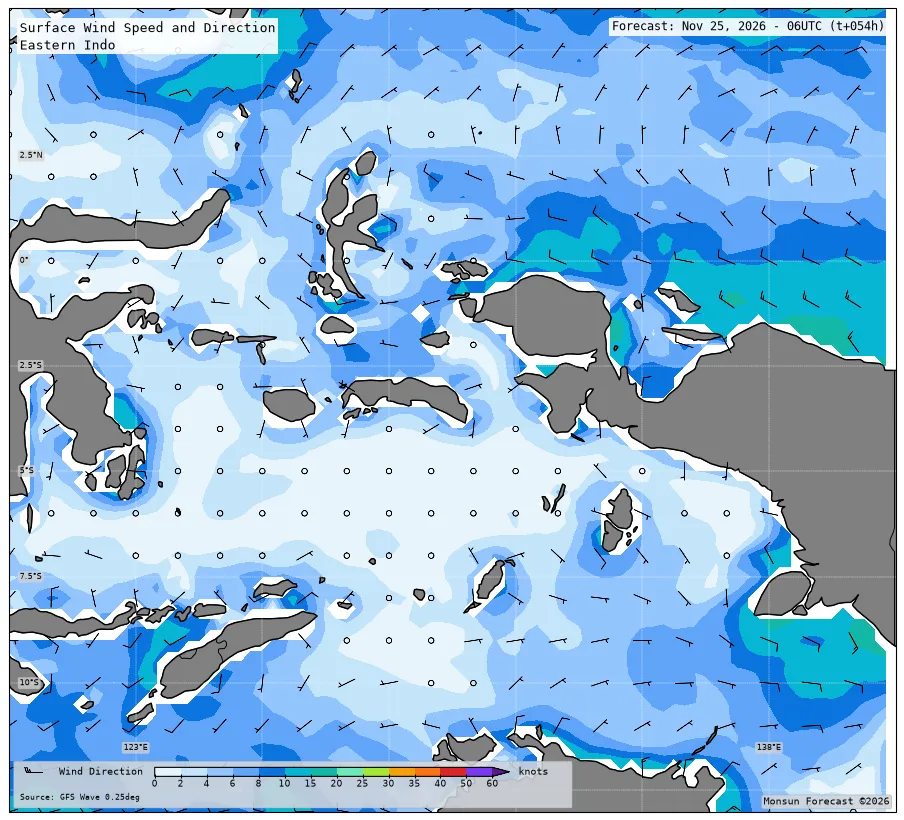 Surface Wind Speed and Direction
Eastern Indo
Forecast: Nov 25, 2026 - 06UTC (t+054h)
2.5°N
0°
2.5°S
5°S
7.5°S
10°S
123°E
138°E
Wind Direction
knots
0 2 4 6 8 10 15 20 25 30 35 40 45 50 60
Source: GFS Wave 0.25deg
Monsun Forecast ©2026